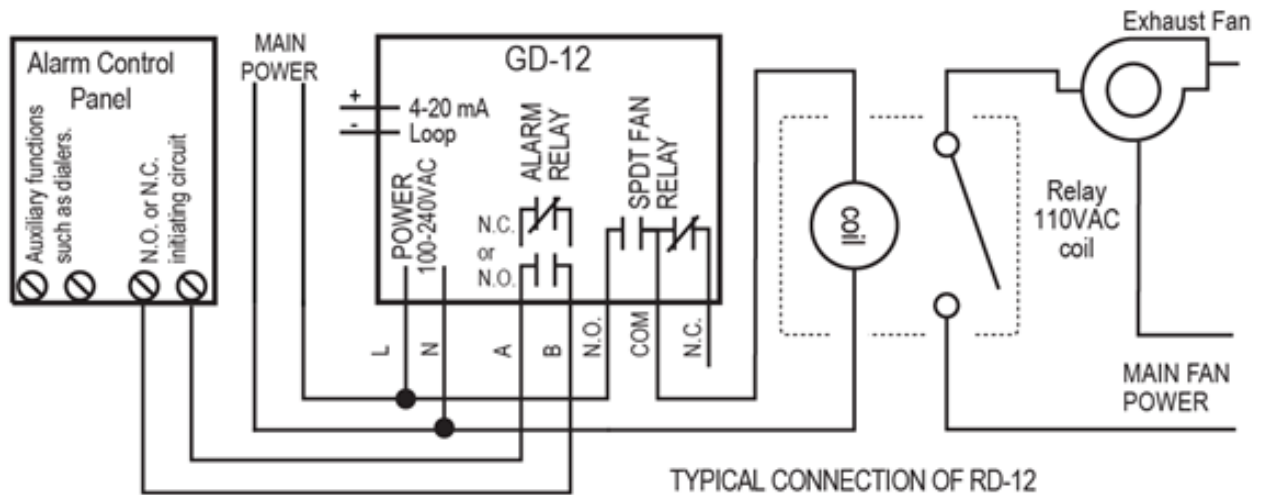 Exhaust Fan
Alarm Control
Panel
Auxiliary functions
such as dialers.
N.O. or N.C.
initiating circuit
MAIN
POWER
GD-12
+
-
4-20 mA
Loop
POWER
100-240VAC
ALARM
RELAY
N.C.
or
N.O.
SPDT FAN
RELAY
L
N
A
B
N.O.
COM
N.C.
coil
Relay
110VAC
coil
MAIN FAN
POWER
TYPICAL CONNECTION OF RD-12